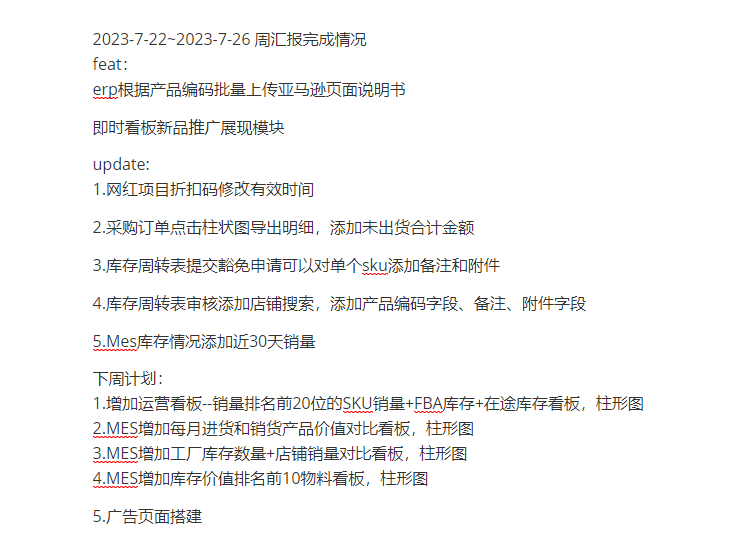 2023-7-22~2023-7-26 周汇报完成情况
feat：
erp根据产品编码批量上传亚马逊页面说明书
即时看板新品推广展现模块
update:
1.网红项目折扣码修改有效时间
2.采购订单点击柱状图导出明细，添加未出货合计金额
3.库存周转表提交豁免申请可以对单个sku添加备注和附件
4.库存周转表审核添加店铺搜索，添加产品编码字段、备注、附件字段
5.Mes库存情况添加近30天销量
下周计划：
1.增加运营看板--销量排名前20位的SKU销量+FBA库存+在途库存看板，柱形图
2.MES增加每月进货和销货产品价值对比看板，柱形图
3.MES增加工厂库存数量+店铺销量对比看板，柱形图
4.MES增加库存价值排名前10物料看板，柱形图
5.广告页面搭建